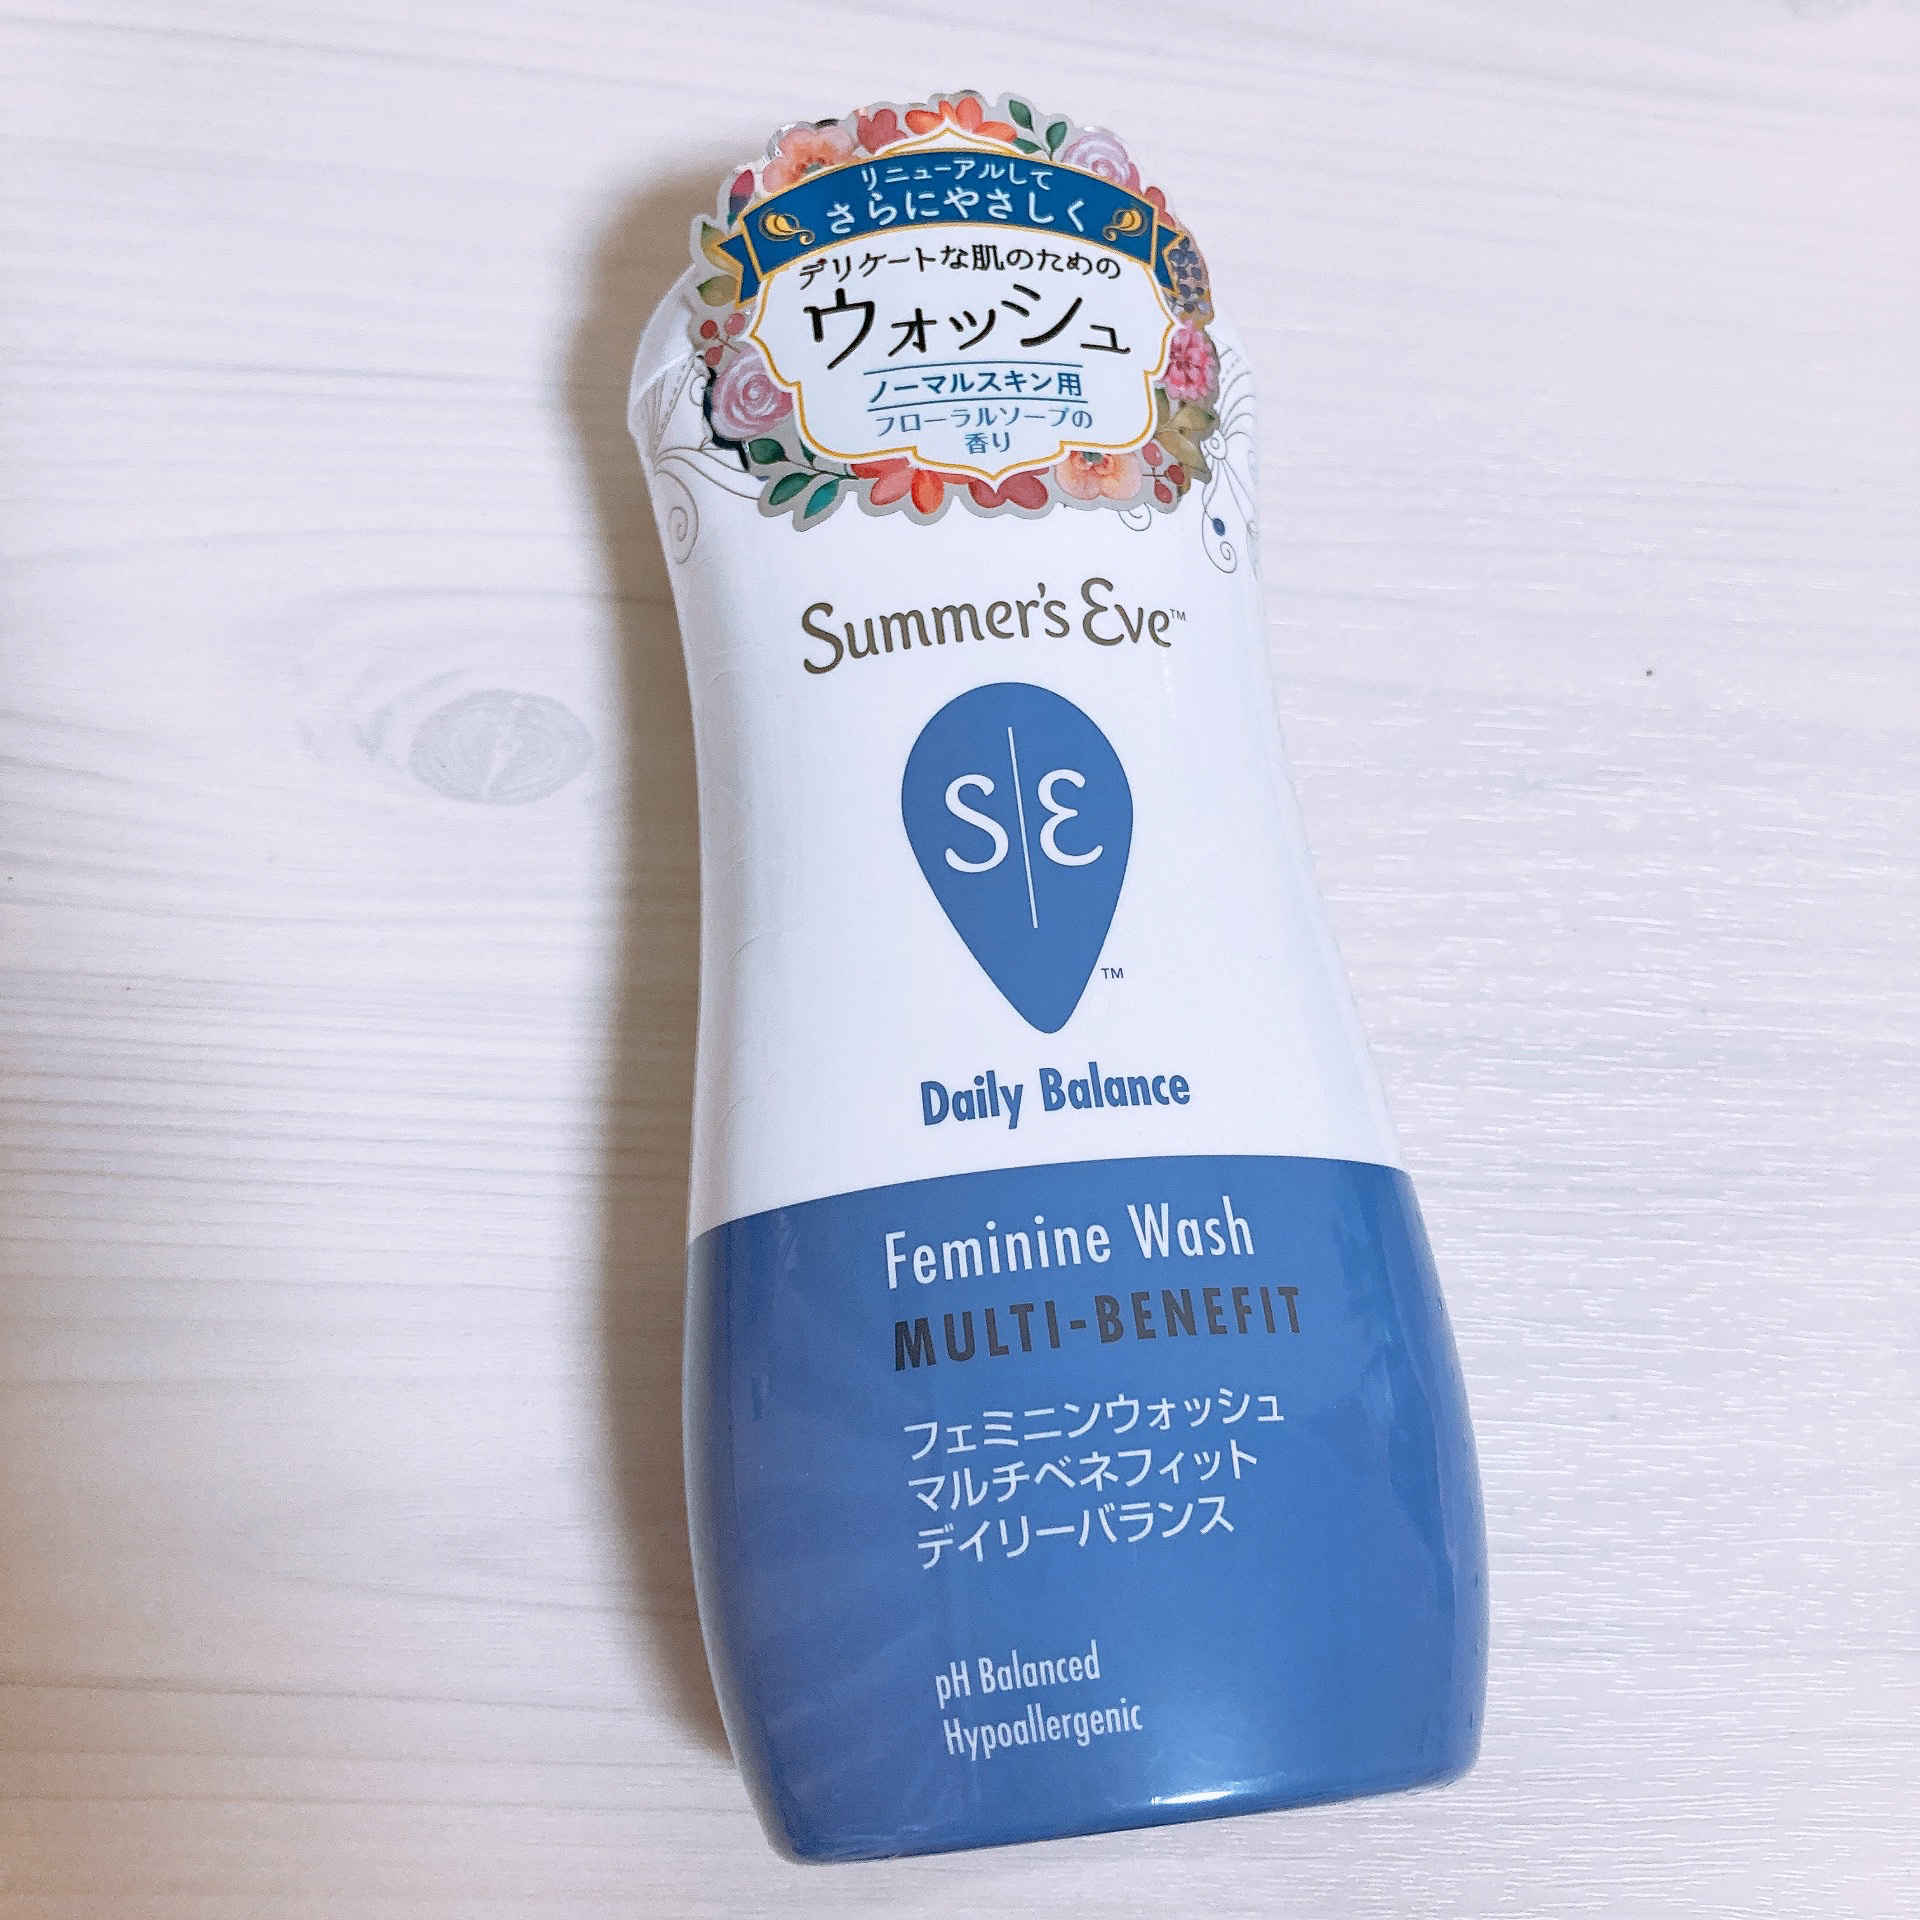 リニューアルして
さらにやさしく
デリケートな肌のための
ウォッシュ
ノーマルスキン用
フローラルソープの
香り
Summer's Eve™
S|E
™
Daily Balance
Feminine Wash
MULTI-BENEFIT
フェミニンウォッシュ
マルチベネフィット
デイリーバランス
pH Balanced
Hypoallergenic